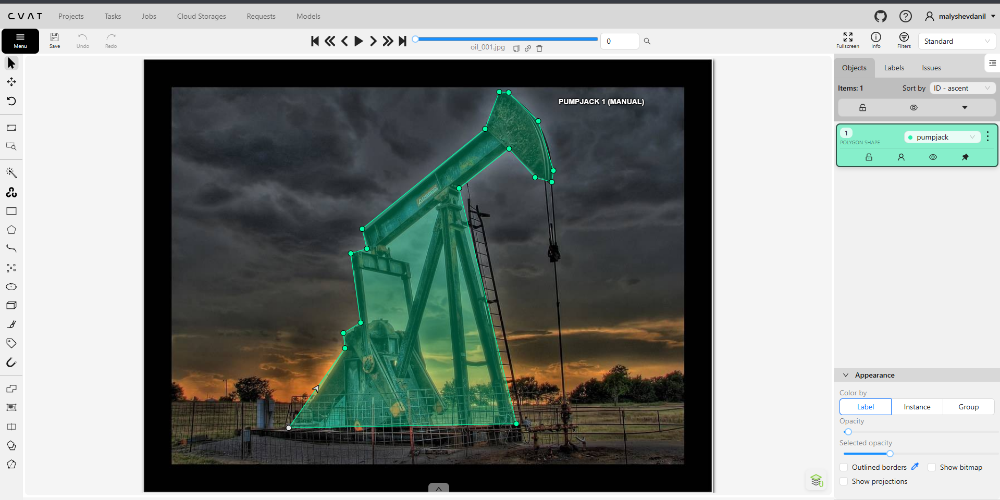 CVAT
Projects
Tasks
Jobs
Cloud Storages
Requests
Models
malyshevdanil
Menu
Save
Undo
Redo
oil_001.jpg
0
Fullscreen
Info
Filters
Standard
Objects
Labels
Issues
Items: 1
Sort by
ID - ascent
1
POLYGON SHAPE
pumpjack
PUMPJACK 1 (MANUAL)
Appearance
Color by
Label
Instance
Group
Opacity
Selected opacity
Outlined borders
Show bitmap
Show projections
0